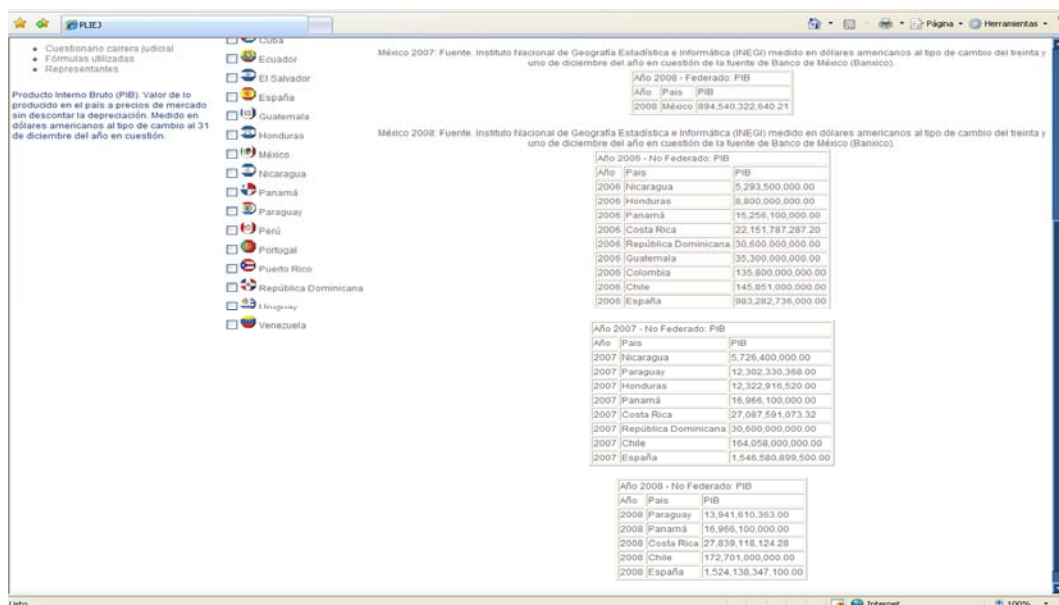 PLIEJ
Página
Herramientas
Cuestionario carrera judicial
Fórmulas utilizadas
Representantes
Producto Interno Bruto (PIB). Valor de lo
producido en el país a precios de mercado
sin descontar la depreciación. Medido en
dólares americanos al tipo de cambio al 31
de diciembre del año en cuestión.
Cuba
Ecuador
El Salvador
España
Guatemala
Honduras
México
Nicaragua
Panamá
Paraguay
Perú
Portugal
Puerto Rico
República Dominicana
Uruguay
Venezuela
México 2007: Fuente. Instituto Nacional de Geografía Estadística e Informática (INEGI) medido en dólares americanos al tipo de cambio del treinta y
uno de diciembre del año en cuestión de la fuente de Banco de México (Banxico).
Año 2008 - Federado: PIB
Año País PIB
2008 México 894,540,322,640.21
México 2008: Fuente. Instituto Nacional de Geografía Estadística e Informática (INEGI) medido en dólares americanos al tipo de cambio del treinta y
uno de diciembre del año en cuestión de la fuente de Banco de México (Banxico).
Año 2006 - No Federado: PIB
Año País PIB
2006 Nicaragua 5,293,500,000.00
2006 Honduras 8,800,000,000.00
2006 Panamá 15,256,100,000.00
2006 Costa Rica 22,151,787,287.20
2006 República Dominicana 30,600,000,000.00
2006 Guatemala 35,300,000,000.00
2006 Colombia 135,800,000,000.00
2006 Chile 145,851,000,000.00
2006 España 983,282,736,000.00
Año 2007 - No Federado: PIB
Año País PIB
2007 Nicaragua 5,726,400,000.00
2007 Paraguay 12,302,330,368.00
2007 Honduras 12,322,916,520.00
2007 Panamá 16,966,100,000.00
2007 Costa Rica 27,087,591,073.32
2007 República Dominicana 30,600,000,000.00
2007 Chile 164,058,000,000.00
2007 España 1,546,580,899,500.00
Año 2008 - No Federado: PIB
Año País PIB
2008 Paraguay 13,941,610,363.00
2008 Panamá 16,966,100,000.00
2008 Costa Rica 27,839,118,124.28
2008 Chile 172,701,000,000.00
2008 España 1,524,138,347,100.00
Listo
Internet
100%